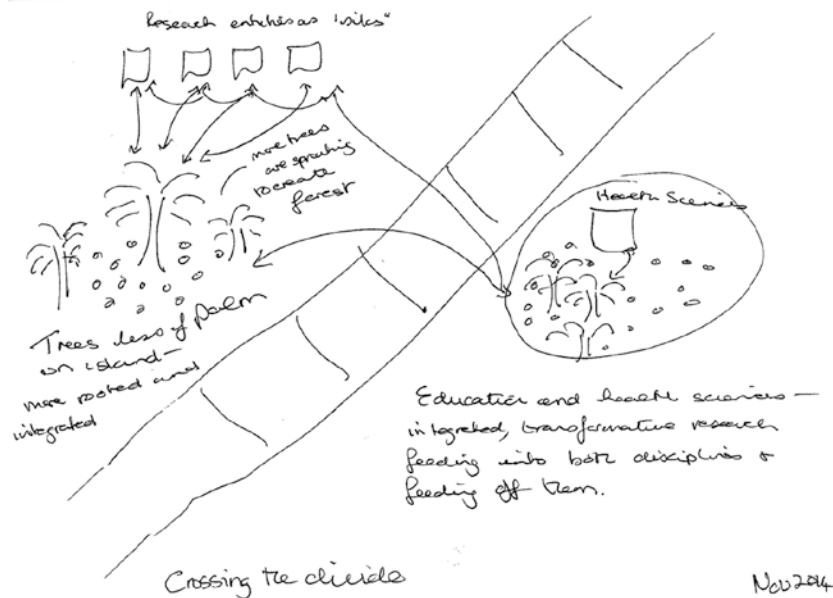 Research entities as "silos"
more trees
are sprouting
to create
forest
Health Sciences
Trees less of palm
on island –
more rooted and
integrated
Education and health sciences –
integrated, transformative research
feeding into both disciplines &
feeding off them.
Crossing the divide
Nov 2014